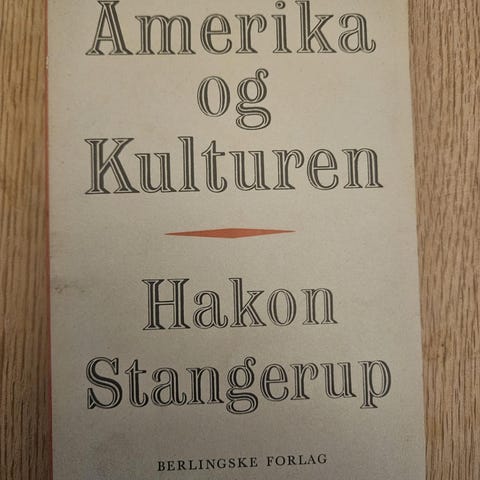 Amerika
og
Kulturen
Hakon
Stangerup
BERLINGSKE FORLAG